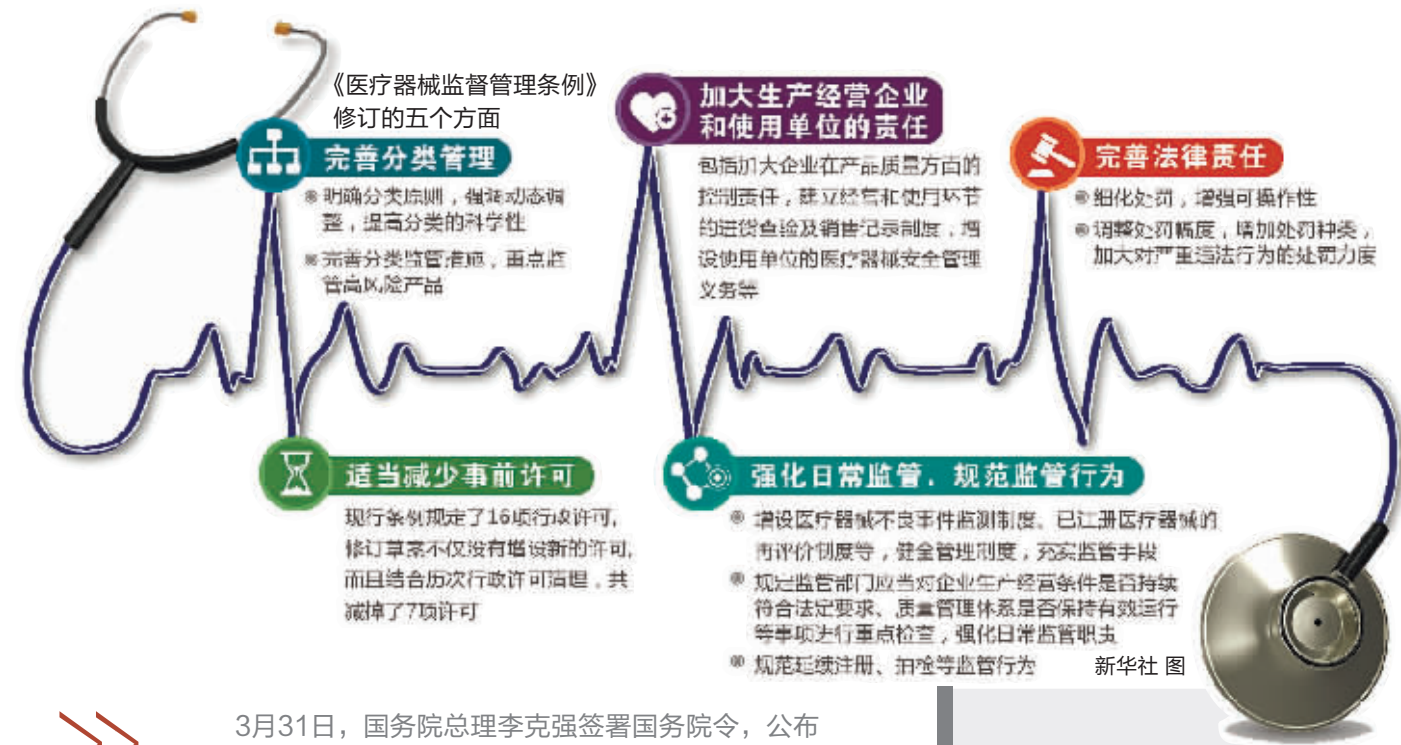 《医疗器械监督管理条例》
修订的五个方面
完善分类管理
明确分类原则，强调动态调
整，提高分类的科学性
完善分类监管措施，重点监
管高风险产品
加大生产经营企业
和使用单位的责任
包括加大企业在产品质量方面的
控制责任，建立经营和使用环节
的进货查验及销售记录制度，增
设使用单位的医疗器械安全管理
义务等
完善法律责任
细化处罚，增强可操作性
调整处罚幅度，增加处罚种类，
加大对严重违法行为的处罚力度
适当减少事前许可
现行条例规定了16项行政许可，
修订草案不仅没有增设新的许可，
而且结合历次行政许可清理，共
减掉了7项许可
强化日常监管，规范监管行为
增设医疗器械不良事件监测制度、已注册医疗器械的
再评价制度等，健全管理制度，充实监管手段
规定监管部门应当对企业生产经营条件是否持续
符合法定要求、质量管理体系是否保持有效运行
等事项进行重点检查，强化日常监管职责
规范延续注册、抽检等监管行为
新华社 图
3月31日，国务院总理李克强签署国务院令，公布